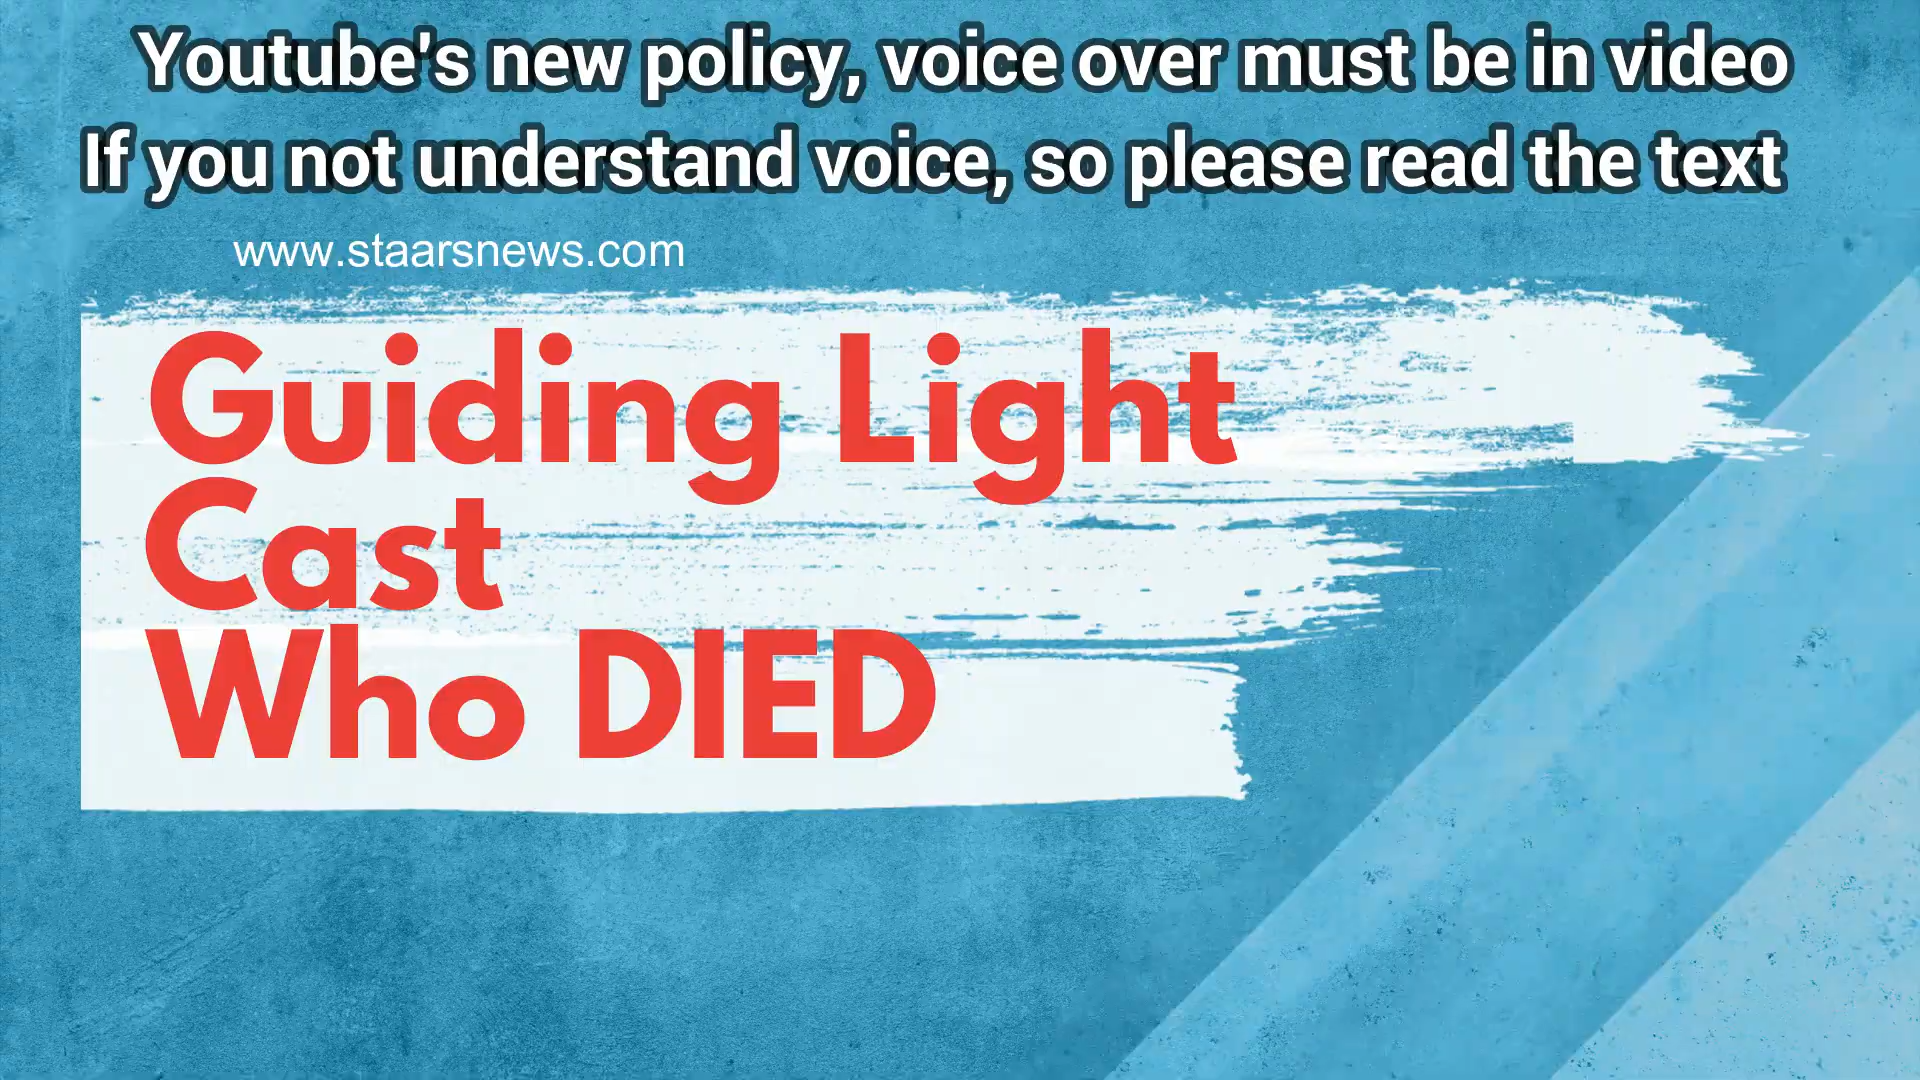 Youtube's new policy, voice over must be in video
If you not understand voice, so please read the text
www.staarsnews.com
Guiding Light
Cast
Who DIED